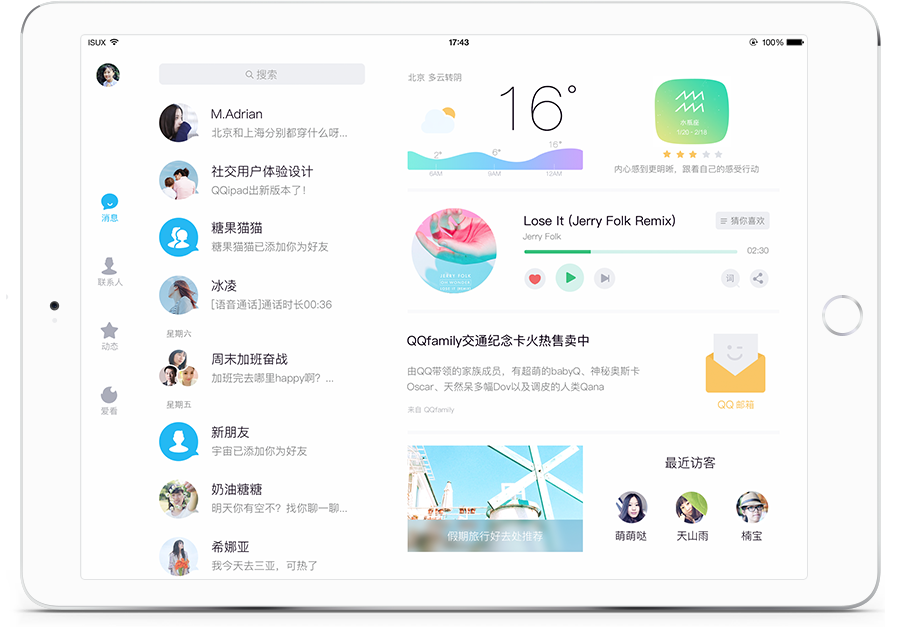 ISUX
17:43
100%
搜索
消息
联系人
动态
爱看
M.Adrian
北京和上海分别都穿什么呀...
社交用户体验设计
QQipad出新版本了！
糖果猫猫
糖果猫猫已添加你为好友
冰凌
[语音通话]通话时长00:36
星期六
周末加班奋战
加班完去哪里happy啊？...
星期五
新朋友
宇宙已添加你为好友
奶油糖糖
明天你有空不？找你聊一聊...
希娜亚
我今天去三亚，可热了
北京 多云转阴
16°
2°
6°
16°
6AM
9AM
12AM
水瓶座
1/20 - 2/18
内心感到更明晰，跟着自己的感受行动
JERRY FOLK
Lose It (Jerry Folk Remix)
猜你喜欢
Jerry Folk
02:30
词
QQfamily交通纪念卡火热售卖中
由QQ带领的家族成员，有超萌的babyQ、神秘奥斯卡
Oscar、天然呆多幅Dov以及调皮的人类Qana
来自 QQfamily
QQ 邮箱
假期旅行好去处推荐
最近访客
萌萌哒
天山雨
楠宝